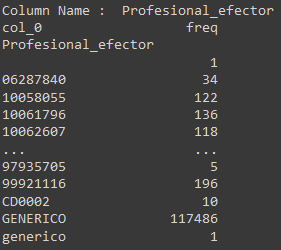 Column Name :  Profesional_efector
col_0 freq
Profesional_efector
1
06287840 34
10058055 122
10061796 136
10062607 118
... ...
97935705 5
99921116 196
CD0002 10
GENERICO 117486
generico 1